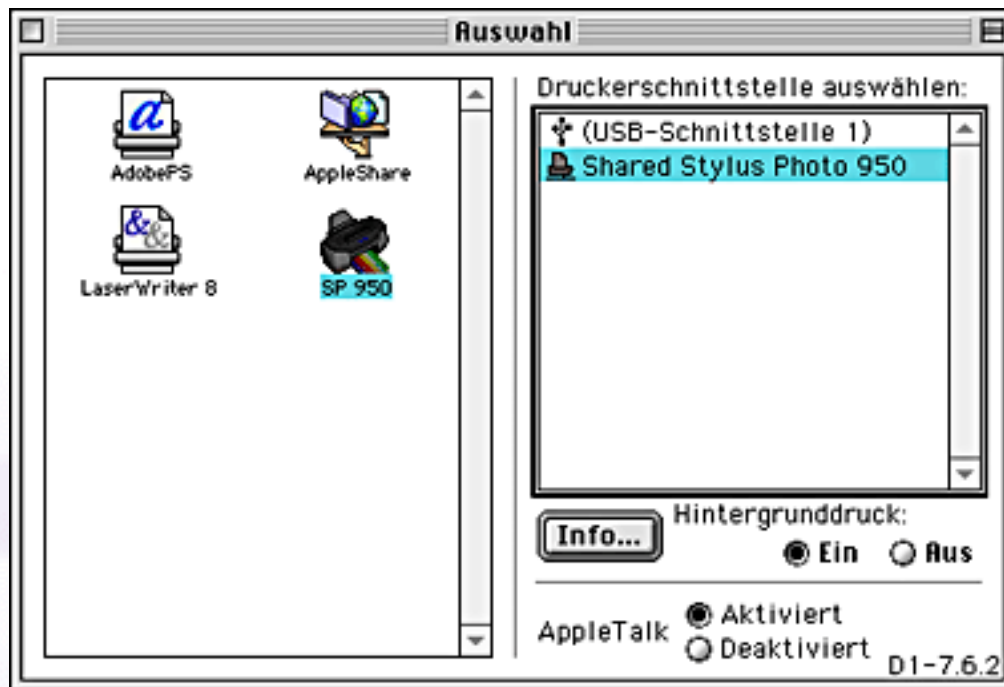 Auswahl
AdobePS
AppleShare
LaserWriter 8
SP 950
Druckerschnittstelle auswählen:
(USB-Schnittstelle 1)
Shared Stylus Photo 950
Info...
Hintergrunddruck:
Ein Aus
AppleTalk
Aktiviert
Deaktiviert
D1-7.6.2